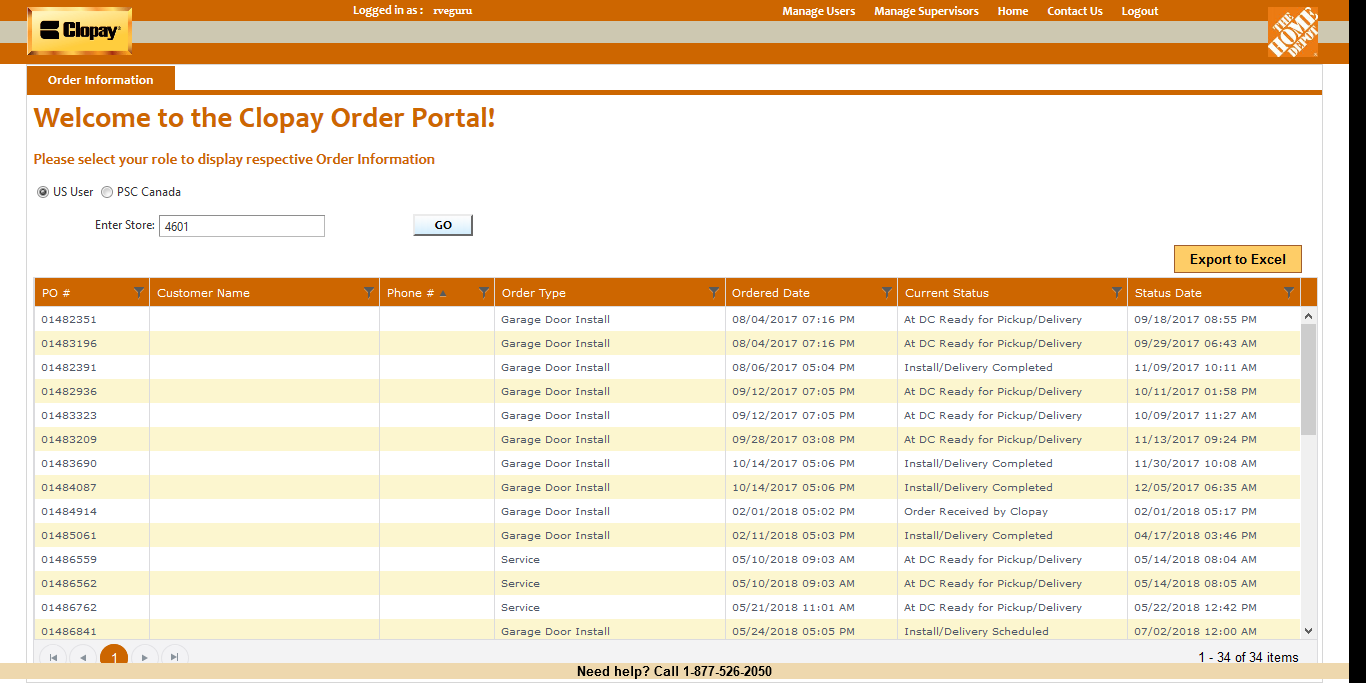 Logged in as : rveguru Manage Users Manage Supervisors Home Contact Us Logout
Clopay
THE HOME DEPOT
Order Information
Welcome to the Clopay Order Portal!
Please select your role to display respective Order Information
US User PSC Canada
Enter Store: 4601 GO
Export to Excel
PO # Customer Name Phone # Order Type Ordered Date Current Status Status Date
01482351 Garage Door Install 08/04/2017 07:16 PM At DC Ready for Pickup/Delivery 09/18/2017 08:55 PM
01483196 Garage Door Install 08/04/2017 07:16 PM At DC Ready for Pickup/Delivery 09/29/2017 06:43 AM
01482391 Garage Door Install 08/06/2017 05:04 PM Install/Delivery Completed 11/09/2017 10:11 AM
01482936 Garage Door Install 09/12/2017 07:05 PM At DC Ready for Pickup/Delivery 10/11/2017 01:58 PM
01483323 Garage Door Install 09/12/2017 07:05 PM At DC Ready for Pickup/Delivery 10/09/2017 11:27 AM
01483209 Garage Door Install 09/28/2017 03:08 PM At DC Ready for Pickup/Delivery 11/13/2017 09:24 PM
01483690 Garage Door Install 10/14/2017 05:06 PM Install/Delivery Completed 11/30/2017 10:08 AM
01484087 Garage Door Install 10/14/2017 05:06 PM Install/Delivery Completed 12/05/2017 06:35 AM
01484914 Garage Door Install 02/01/2018 05:02 PM Order Received by Clopay 02/01/2018 05:17 PM
01485061 Garage Door Install 02/11/2018 05:03 PM Install/Delivery Completed 04/17/2018 03:46 PM
01486559 Service 05/10/2018 09:03 AM At DC Ready for Pickup/Delivery 05/14/2018 08:04 AM
01486562 Service 05/10/2018 09:03 AM At DC Ready for Pickup/Delivery 05/14/2018 08:05 AM
01486762 Service 05/21/2018 11:01 AM At DC Ready for Pickup/Delivery 05/22/2018 12:42 PM
01486841 Garage Door Install 05/24/2018 05:05 PM Install/Delivery Scheduled 07/02/2018 12:00 AM
1 1 - 34 of 34 items
Need help? Call 1-877-526-2050